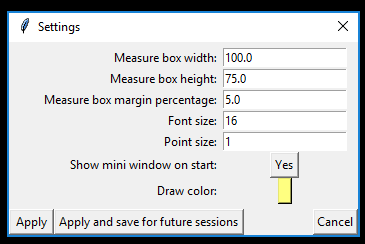 Settings
Measure box width: 100.0
Measure box height: 75.0
Measure box margin percentage: 5.0
Font size: 16
Point size: 1
Show mini window on start: Yes
Draw color:
Apply Apply and save for future sessions Cancel